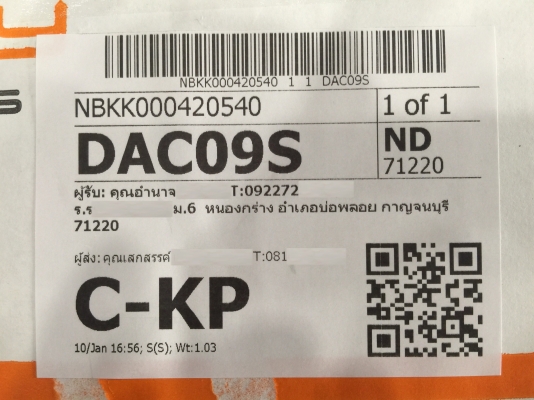 NBKK000420540 1 1 DAC09S
NBKK000420540 1 of 1
DAC09S ND
71220
ผู้รับ: คุณอำนาจ T:092272
ร.ร ม.6 หนองกร่าง อำเภอบ่อพลอย กาญจนบุรี
71220
ผู้ส่ง: คุณเสกสรรค์ T:081
C-KP
10/Jan 16:56; S(S); Wt:1.03